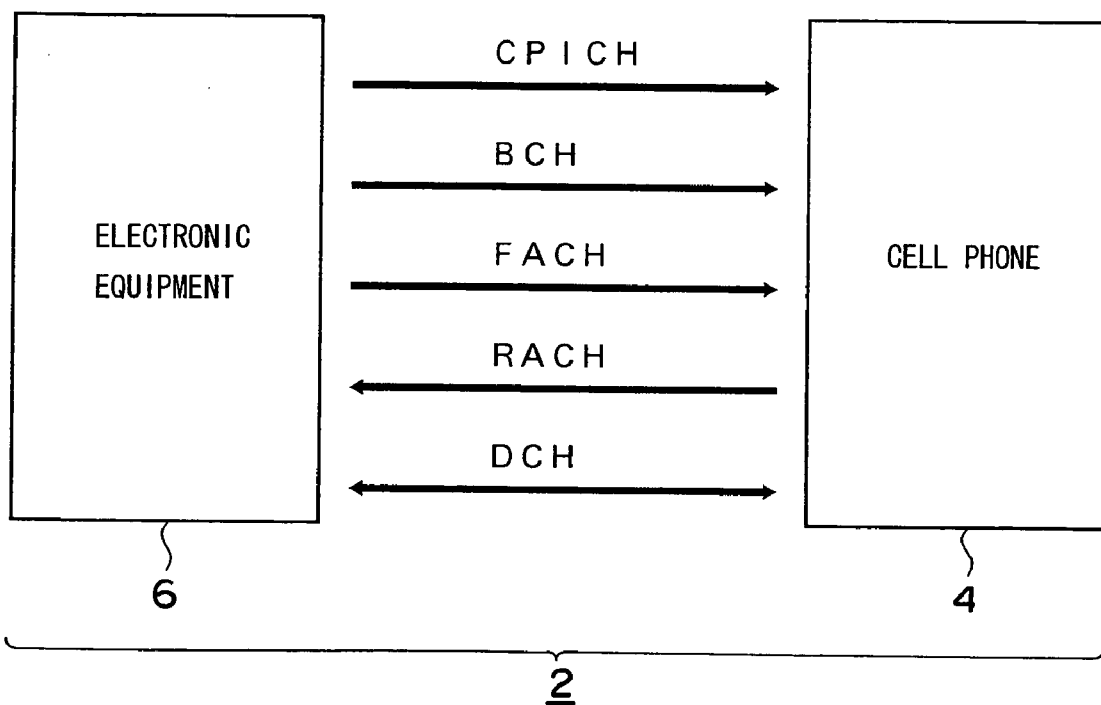 CPICH
BCH
ELECTRONIC
EQUIPMENT
FACH
CELL PHONE
RACH
DCH
6
4
2